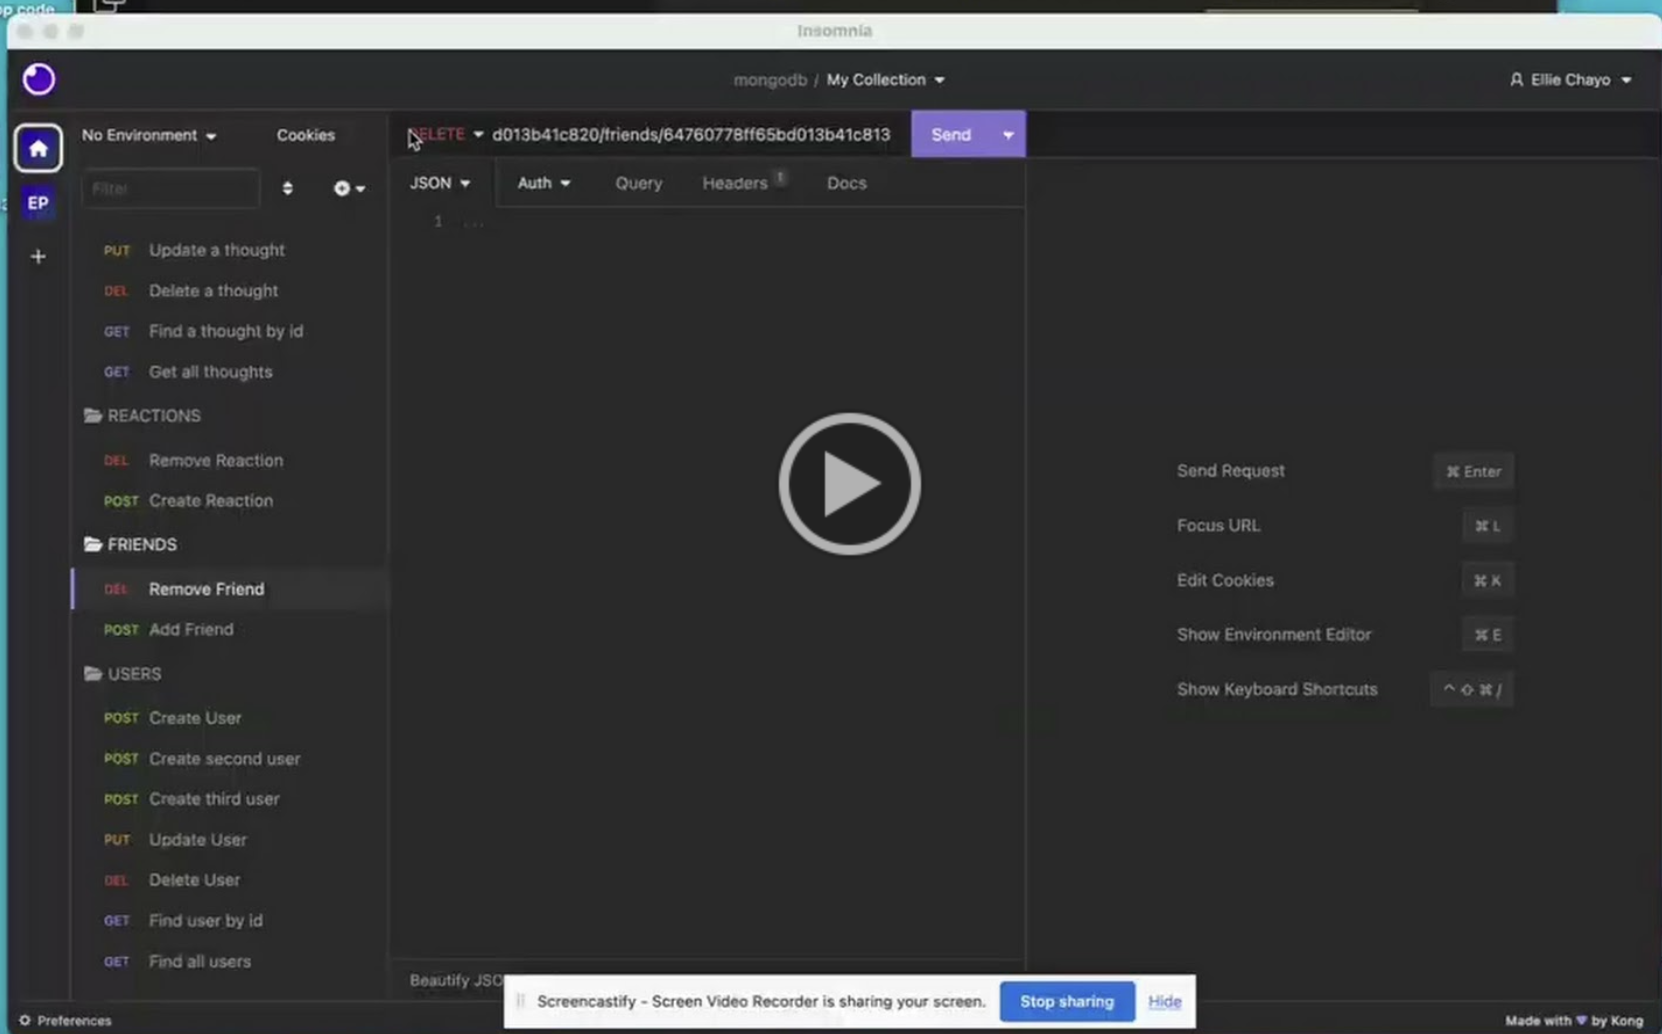 op code
Insomnia
mongodb / My Collection
Ellie Chayo
No Environment
Cookies
DELETE
d013b41c820/friends/64760778ff65bd013b41c813
Send
Filter
JSON
Auth
Query
Headers 1
Docs
EP
1 ...
PUT Update a thought
DEL Delete a thought
GET Find a thought by id
GET Get all thoughts
REACTIONS
DEL Remove Reaction
POST Create Reaction
FRIENDS
DEL Remove Friend
POST Add Friend
USERS
POST Create User
POST Create second user
POST Create third user
PUT Update User
DEL Delete User
GET Find user by id
GET Find all users
Send Request ⌘ Enter
Focus URL ⌘ L
Edit Cookies ⌘ K
Show Environment Editor ⌘ E
Show Keyboard Shortcuts ^ ⇧ ⌘ /
Beautify JSO
Screencastify - Screen Video Recorder is sharing your screen.
Stop sharing
Hide
Preferences
Made with ♥ by Kong